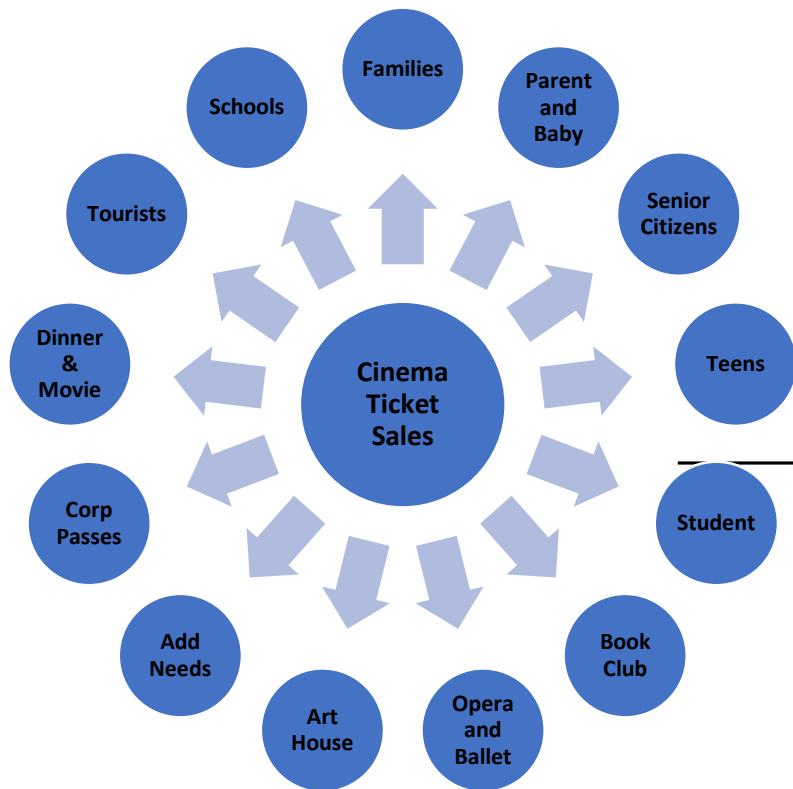 Families
Parent
and
Baby
Senior
Citizens
Teens
Student
Book
Club
Opera
and
Ballet
Art
House
Add
Needs
Corp
Passes
Dinner
&
Movie
Tourists
Schools
Cinema
Ticket
Sales